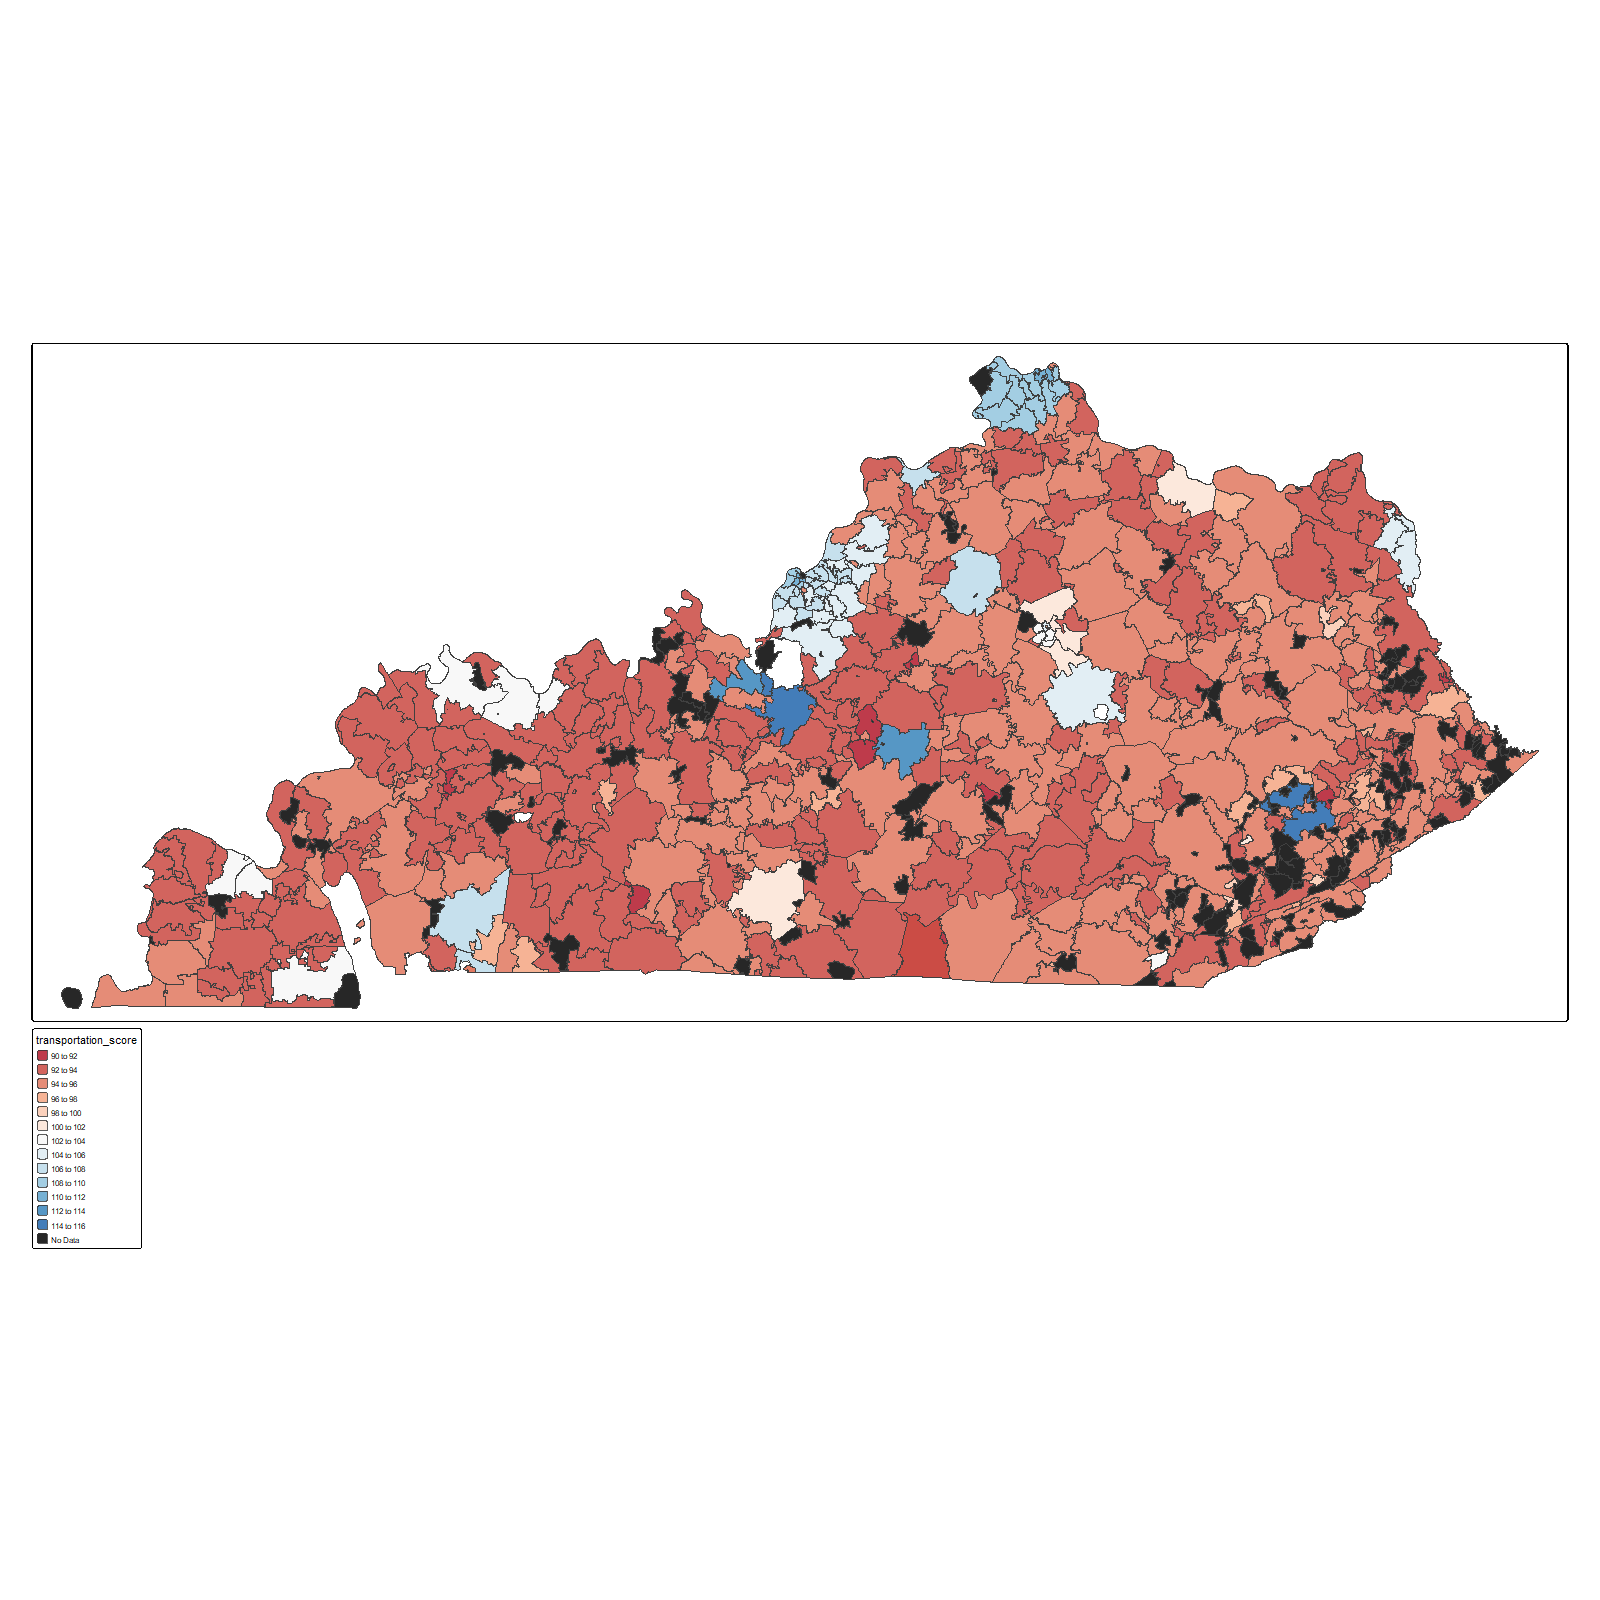 transportation_score
90 to 92
92 to 94
94 to 96
96 to 98
98 to 100
100 to 102
102 to 104
104 to 106
106 to 108
108 to 110
110 to 112
112 to 114
114 to 116
No Data